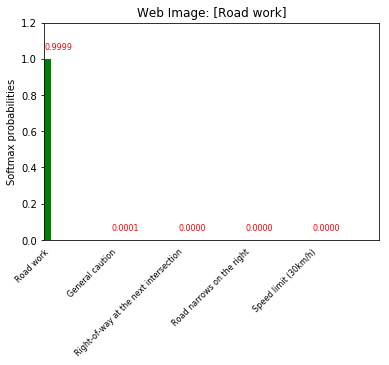 Web Image: [Road work]
Softmax probabilities
1.2
1.0
0.8
0.6
0.4
0.2
0.0
0.9999
0.0001
0.0000
0.0000
0.0000
Road work
General caution
Right-of-way at the next intersection
Road narrows on the right
Speed limit (30km/h)